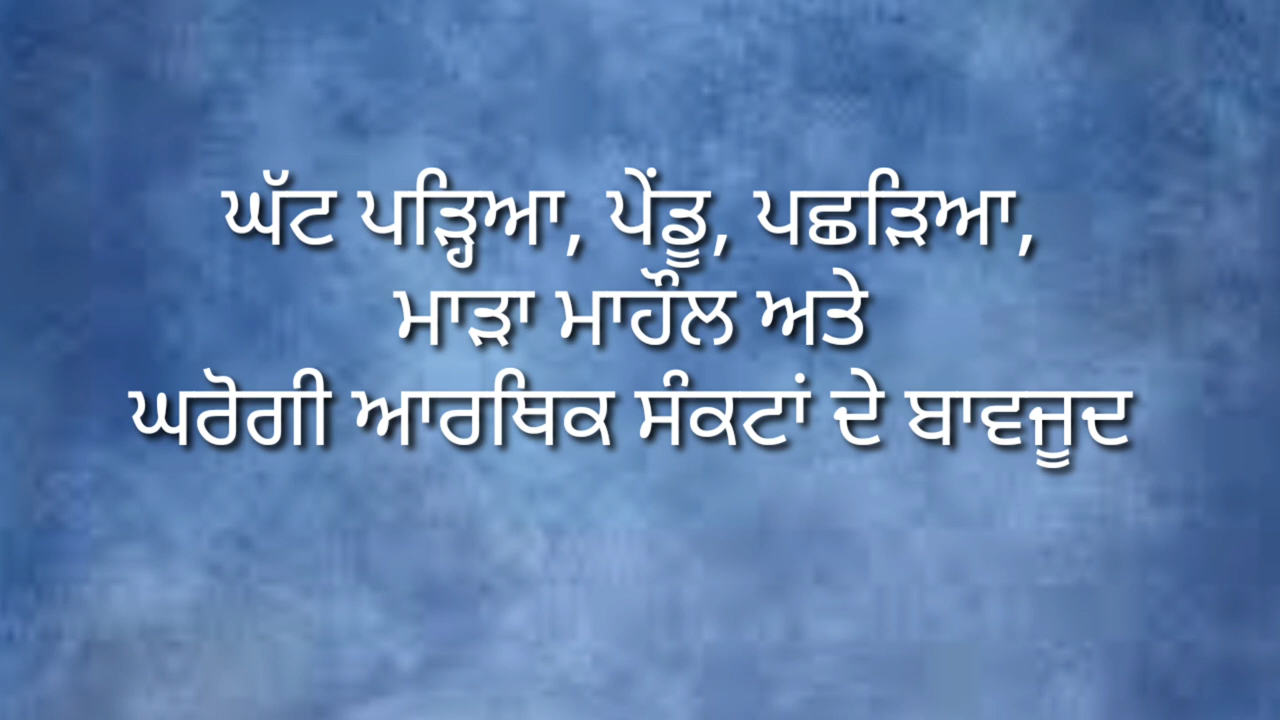 ਘੱਟ ਪੜ੍ਹਿਆ, ਪੇਂਡੂ, ਪਛੜਿਆ,
ਮਾੜਾ ਮਾਹੌਲ ਅਤੇ
ਘਰੋਗੀ ਆਰਥਿਕ ਸੰਕਟਾਂ ਦੇ ਬਾਵਜੂਦ